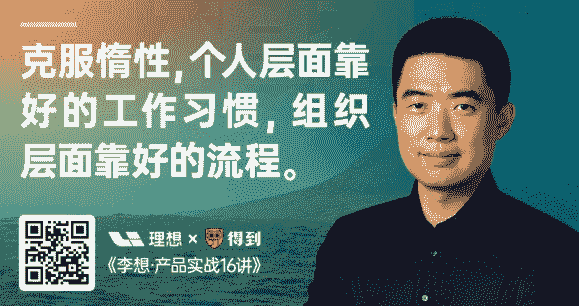 克服惰性，个人层面靠
好的工作习惯，组织
层面靠好的流程。
理想 × 得到
《李想·产品实战16讲》